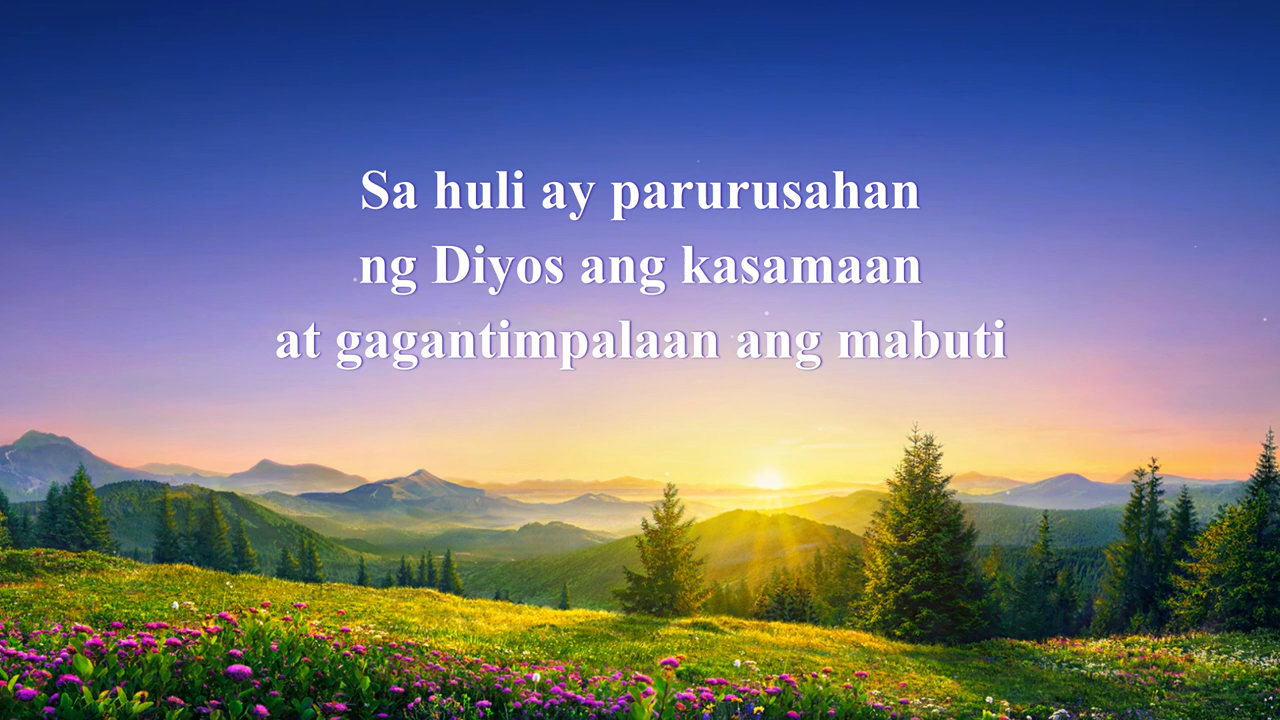 Sa huli ay parurusahan
ng Diyos ang kasamaan
at gagantimpalaan ang mabuti